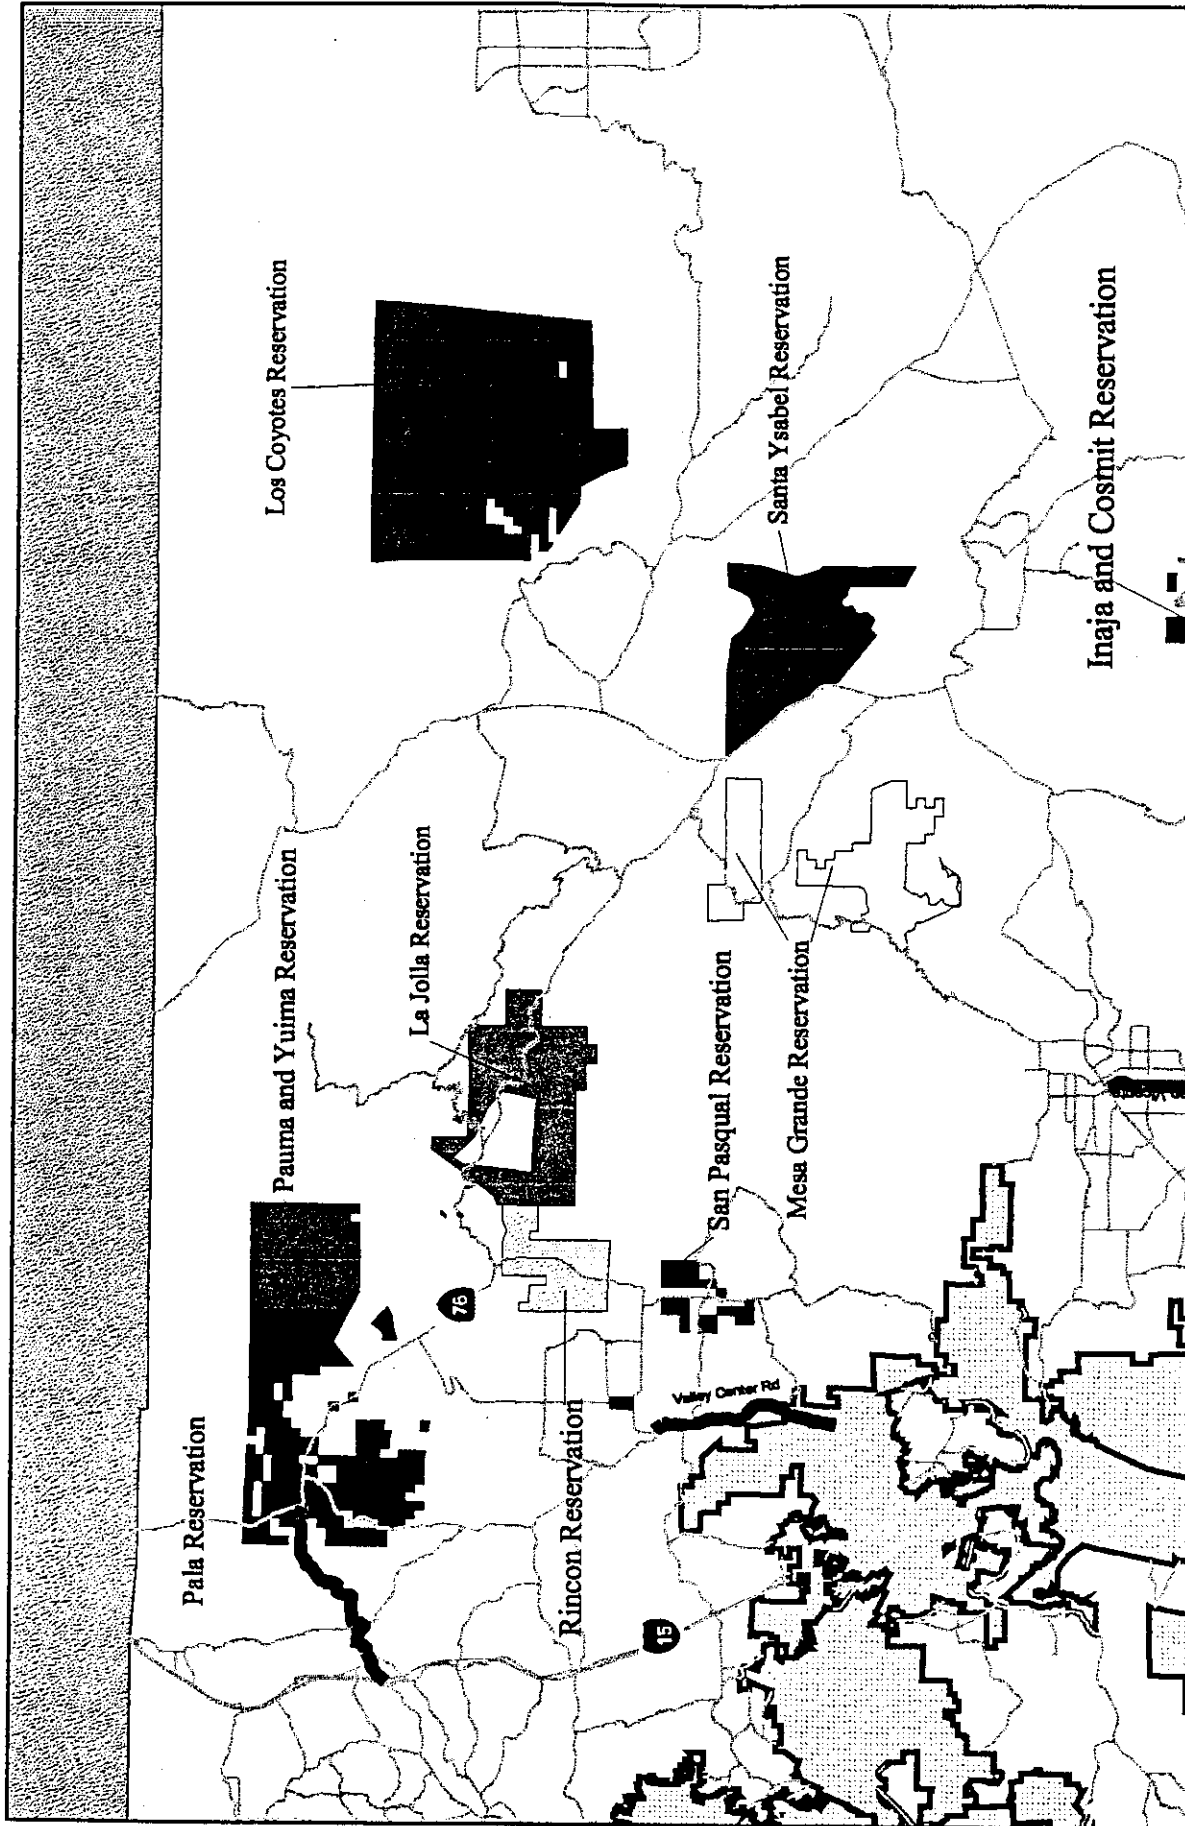 Pala Reservation
Pauma and Yuima Reservation
Los Coyotes Reservation
La Jolla Reservation
76
Rincon Reservation
15
Valley Center Rd
San Pasqual Reservation
Mesa Grande Reservation
Santa Ysabel Reservation
Inaja and Cosmit Reservation